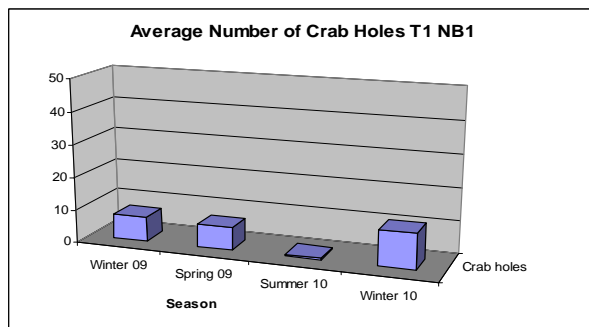 Average Number of Crab Holes T1 NB1
50
40
30
20
10
0
Winter 09
Spring 09
Summer 10
Winter 10
Crab holes
Season